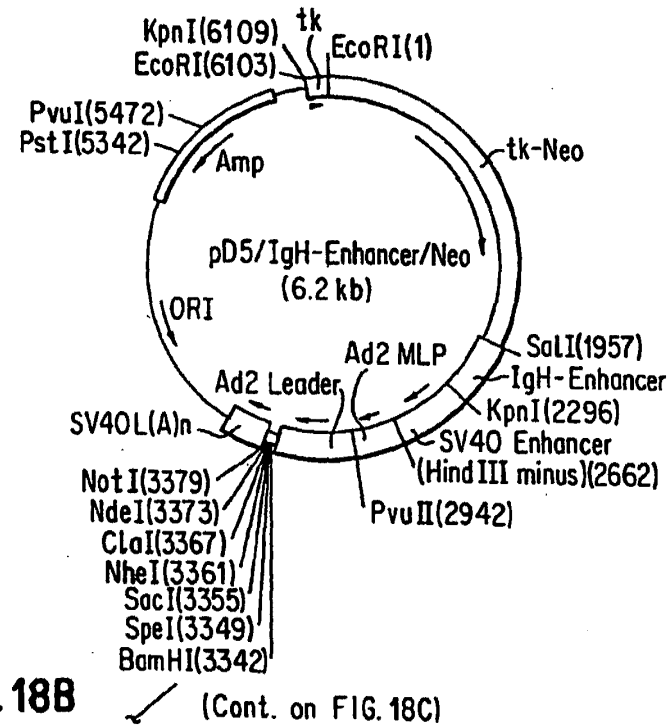 tk
KpnI(6109)
EcoRI(1)
EcoRI(6103)
PvuI(5472)
PstI(5342)
Amp
tk-Neo
pD5/IgH-Enhancer/Neo
(6.2 kb)
ORI
SalI(1957)
Ad2 MLP
IgH-Enhancer
Ad2 Leader
KpnI(2296)
SV40L(A)n
SV40 Enhancer
(Hind III minus)(2662)
NotI(3379)
PvuII(2942)
NdeI(3373)
ClaI(3367)
NheI(3361)
SacI(3355)
SpeI(3349)
BamHI(3342)
. 18B
(Cont. on FIG. 18C)